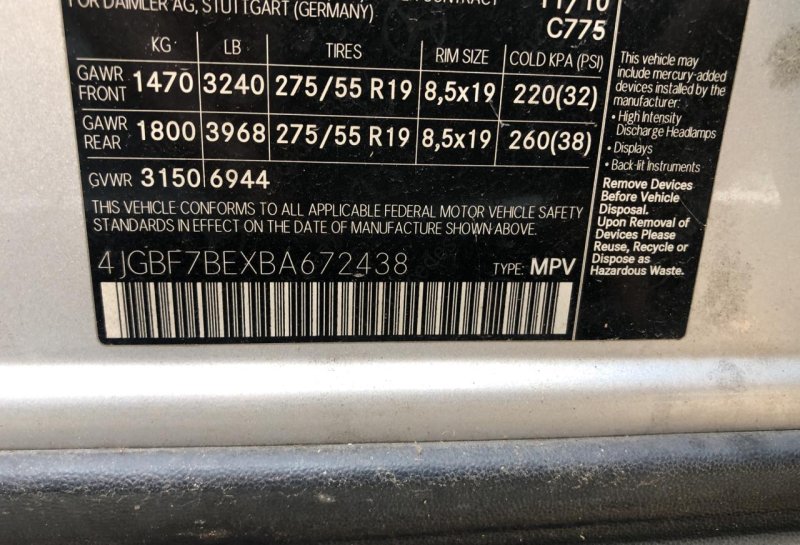 FOR DAIMLER AG, STUTTGART (GERMANY) CONTRACT 11/10
C775
KG LB TIRES RIM SIZE COLD KPA (PSI)
GAWR FRONT 1470 3240 275/55 R19 8,5x19 220(32)
GAWR REAR 1800 3968 275/55 R19 8,5x19 260(38)
GVWR 3150 6944
THIS VEHICLE CONFORMS TO ALL APPLICABLE FEDERAL MOTOR VEHICLE SAFETY
STANDARDS IN EFFECT ON THE DATE OF MANUFACTURE SHOWN ABOVE.
4JGBF7BEXBA672438 TYPE: MPV
This vehicle may
include mercury-added
devices installed by the
manufacturer:
• High Intensity
Discharge Headlamps
• Displays
• Back-lit Instruments
Remove Devices
Before Vehicle
Disposal.
Upon Removal of
Devices Please
Reuse, Recycle or
Dispose as
Hazardous Waste.